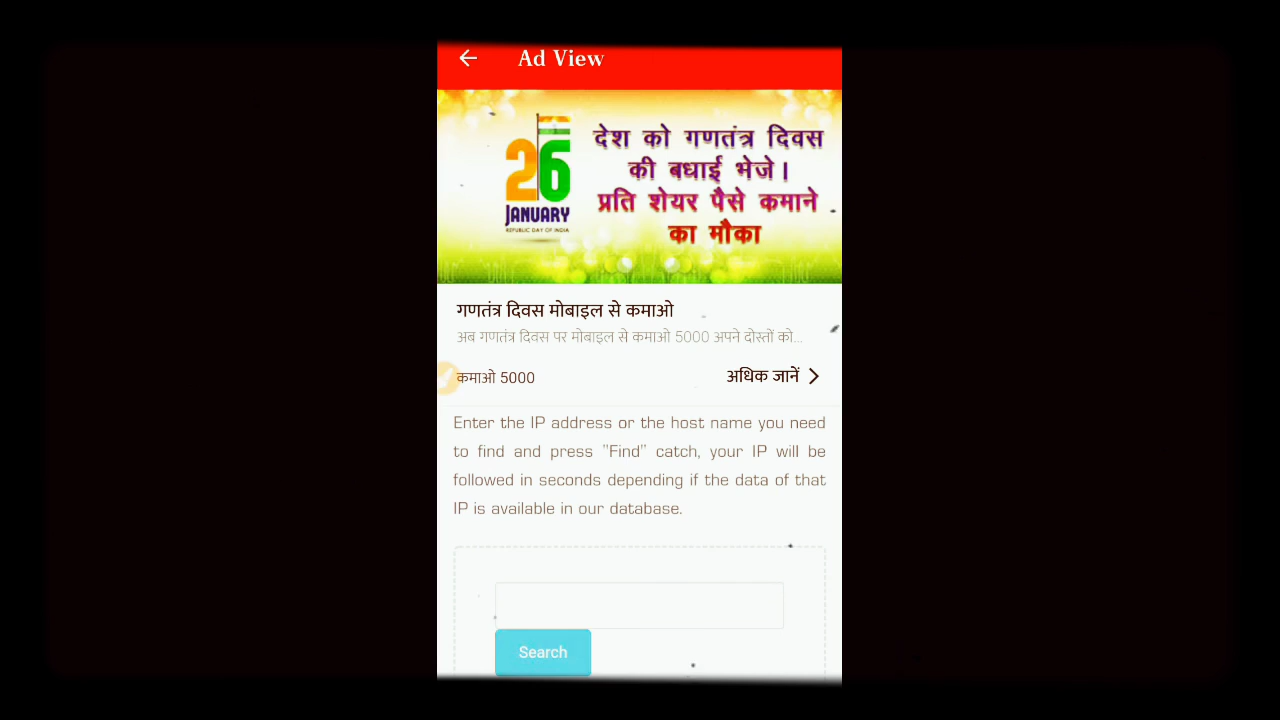 Ad View
26
JANUARY
REPUBLIC DAY OF INDIA
देश को गणतंत्र दिवस
की बधाई भेजे।
प्रति शेयर पैसे कमाने
का मौका
गणतंत्र दिवस मोबाइल से कमाओ
अब गणतंत्र दिवस पर मोबाइल से कमाओ 5000 अपने दोस्तों को...
कमाओ 5000
अधिक जानें
Enter the IP address or the host name you need
to find and press "Find" catch, your IP will be
followed in seconds depending if the data of that
IP is available in our database.
Search